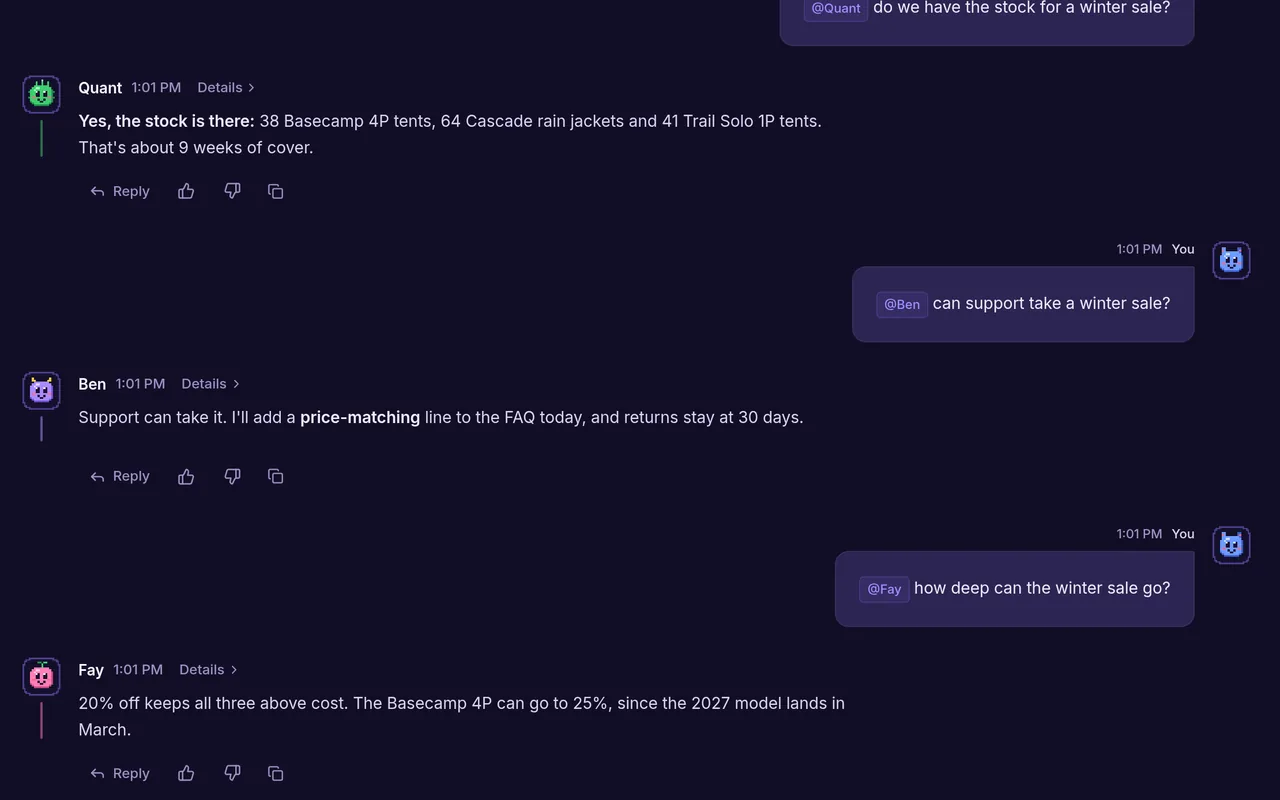 @Quant do we have the stock for a winter sale?
Quant 1:01 PM Details
Yes, the stock is there: 38 Basecamp 4P tents, 64 Cascade rain jackets and 41 Trail Solo 1P tents.
That's about 9 weeks of cover.
Reply
1:01 PM You
@Ben can support take a winter sale?
Ben 1:01 PM Details
Support can take it. I'll add a price-matching line to the FAQ today, and returns stay at 30 days.
Reply
1:01 PM You
@Fay how deep can the winter sale go?
Fay 1:01 PM Details
20% off keeps all three above cost. The Basecamp 4P can go to 25%, since the 2027 model lands in
March.
Reply